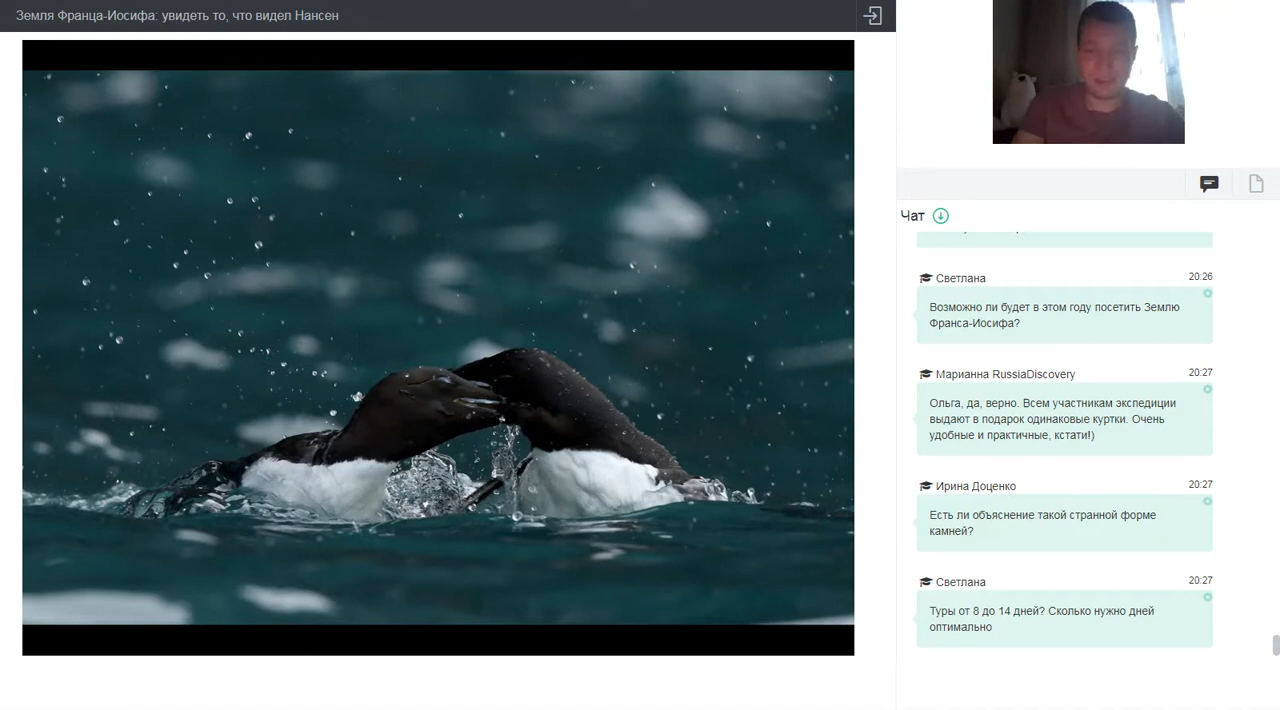 Земля Франца-Иосифа: увидеть то, что видел Нансен
Чат
Светлана 20:26
Возможно ли будет в этом году посетить Землю
Франса-Иосифа?
Марианна RussiaDiscovery 20:27
Ольга, да, верно. Всем участникам экспедиции
выдают в подарок одинаковые куртки. Очень
удобные и практичные, кстати!)
Ирина Доценко 20:27
Есть ли объяснение такой странной форме
камней?
Светлана 20:27
Туры от 8 до 14 дней? Сколько нужно дней
оптимально